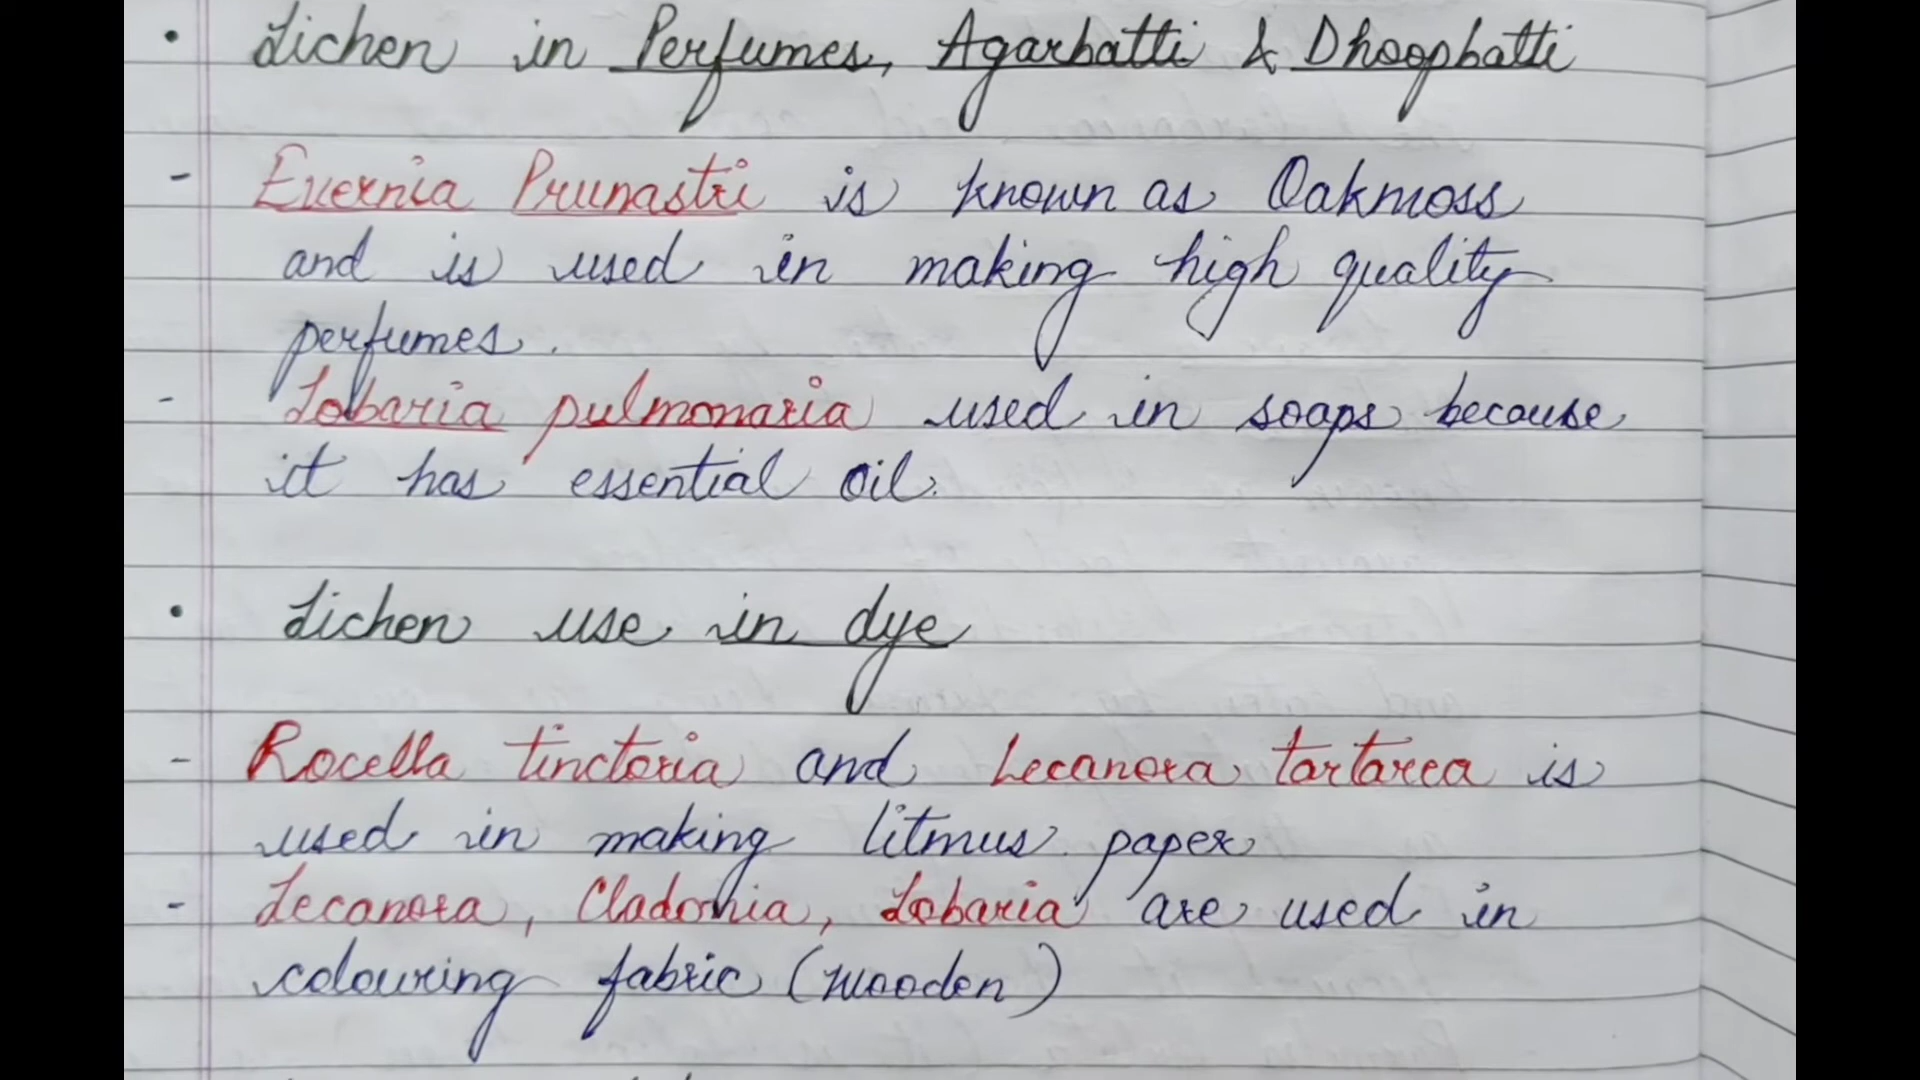 • Lichen in Perfumes, Agarbatti & Dhoopbatti
- Evernia Prunastri is known as Oakmoss
and is used in making high quality
perfumes.
- Lobaria pulmonaria used in soaps because
it has essential oil.
• Lichen use in dye
- Rocella tinctoria and Lecanora tartarea is
used in making litmus paper
- Lecanora, Cladonia, Lobaria are used in
colouring fabric (wooden)